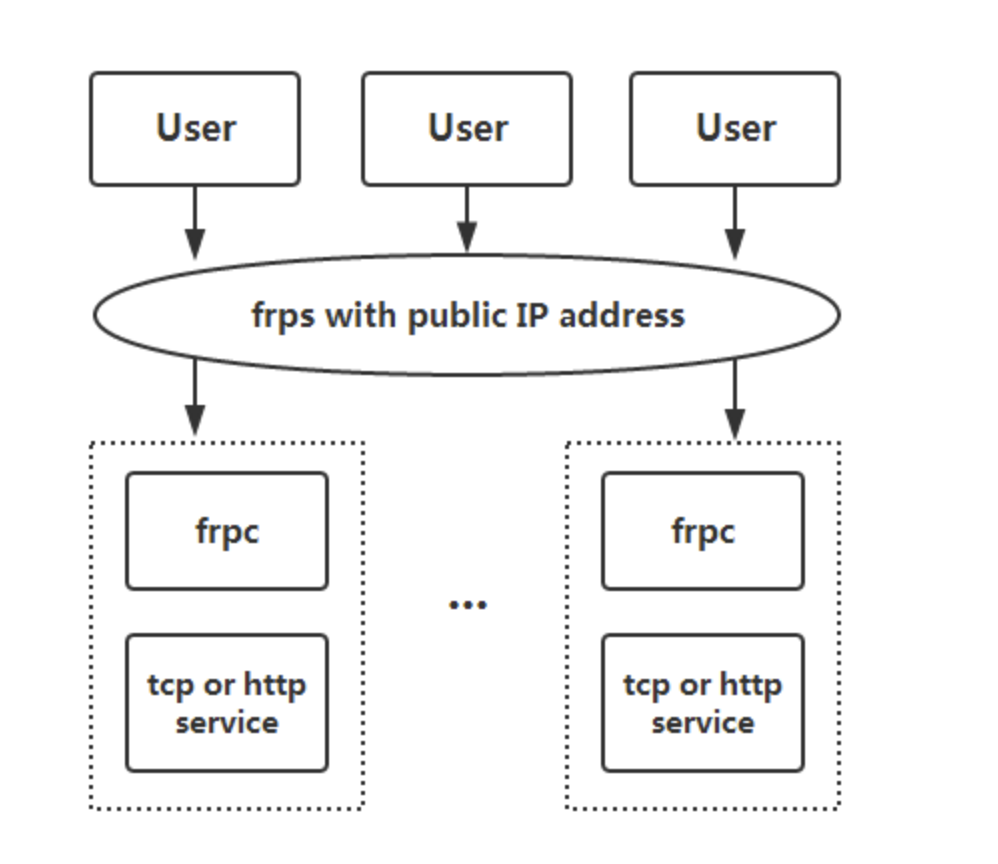 User
User
User
frps with public IP address
frpc
frpc
...
tcp or http
service
tcp or http
service